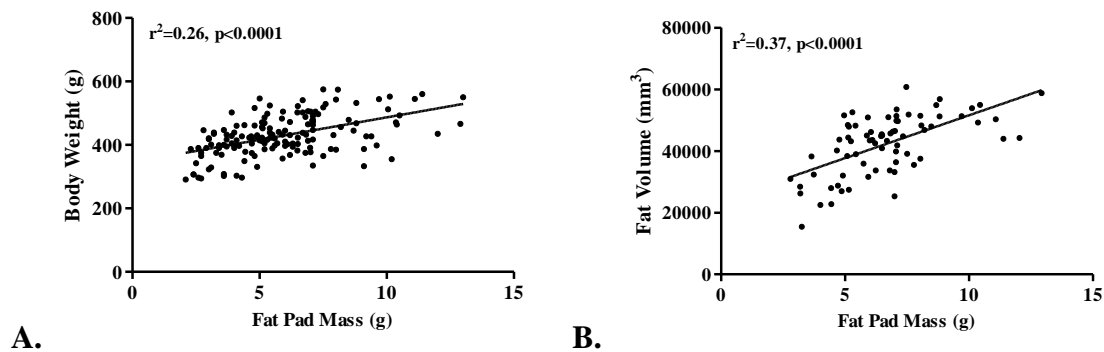 r²=0.26, p<0.0001
Body Weight (g)
800
600
400
200
0
0 5 10 15
Fat Pad Mass (g)
A.
r²=0.37, p<0.0001
Fat Volume (mm³)
80000
60000
40000
20000
0
0 5 10 15
Fat Pad Mass (g)
B.